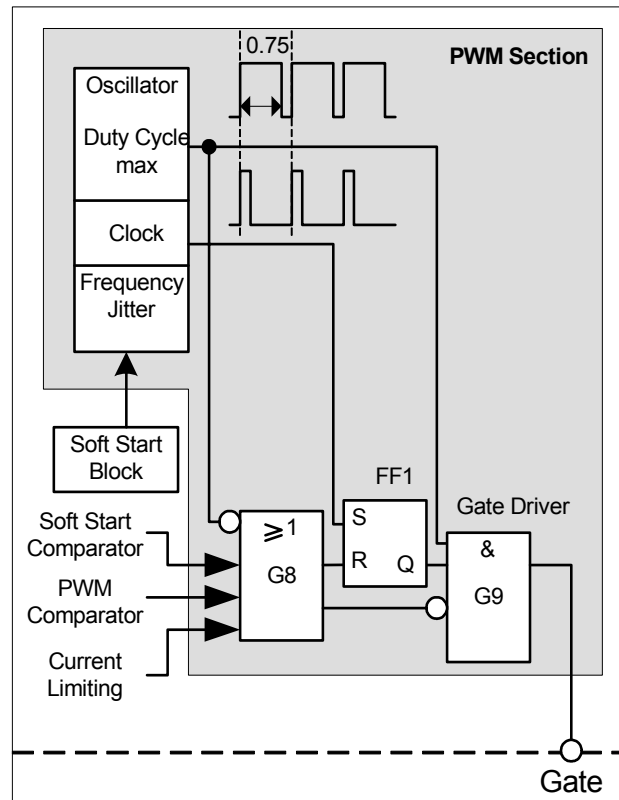 0.75
PWM Section
Oscillator
Duty Cycle
max
Clock
Frequency
Jitter
Soft Start
Block
FF1
Gate Driver
Soft Start
Comparator
PWM
Comparator
Current
Limiting
⩾1
G8
S
R
Q
&
G9
Gate